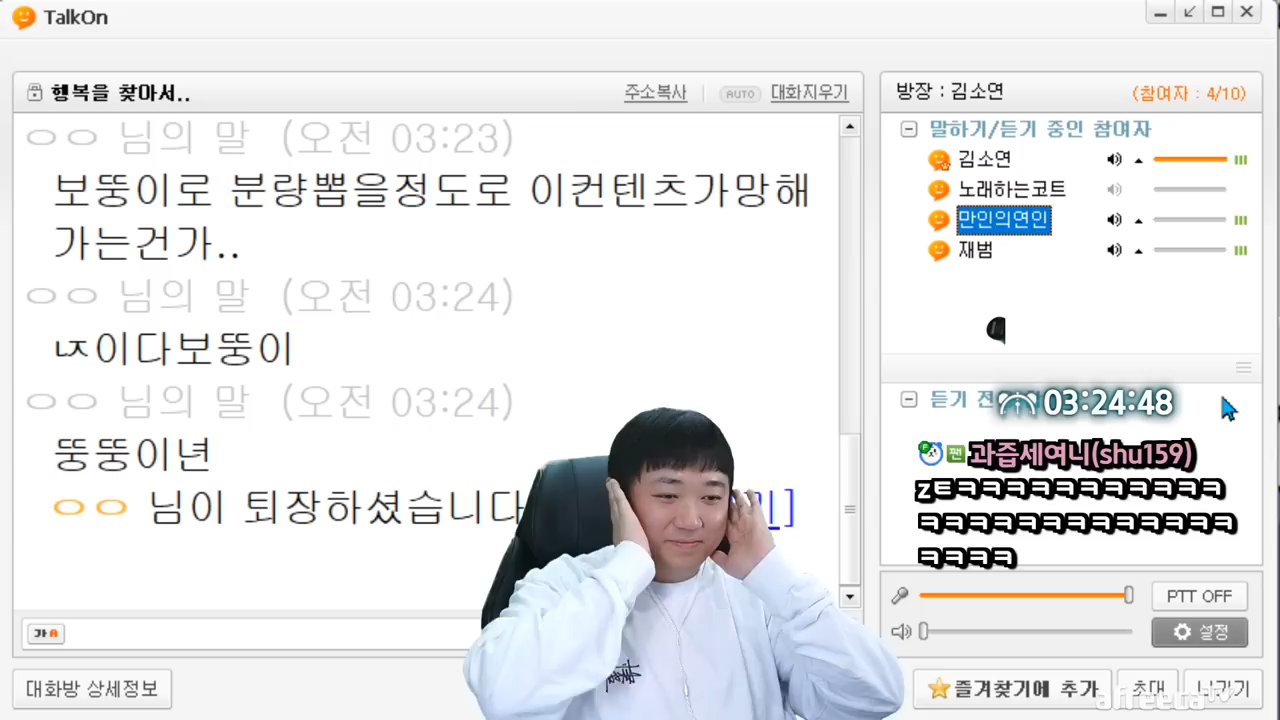 TalkOn
행복을 찾아서..
주소복사
AUTO
대화지우기
ㅇㅇ 님의 말 (오전 03:23)
보뚱이로 분량뽑을정도로 이컨텐츠가망해
가는건가..
ㅇㅇ 님의 말 (오전 03:24)
ㄵ이다보뚱이
ㅇㅇ 님의 말 (오전 03:24)
뚱뚱이년
ㅇㅇ 님이 퇴장하셨습니다
가A
대화방 상세정보
방장 : 김소연
(참여자 : 4/10)
말하기/듣기 중인 참여자
김소연
노래하는코트
만인의연인
재범
듣기 전
03:24:48
팬
과즙세여니(shu159)
zㅌㅋㅋㅋㅋㅋㅋㅋㅋㅋㅋㅋ
ㅋㅋㅋㅋㅋㅋㅋㅋㅋㅋㅋㅋㅋ
ㅋㅋㅋㅋ
PTT OFF
설정
즐겨찾기에 추가
초대
나가기
afreecaTV